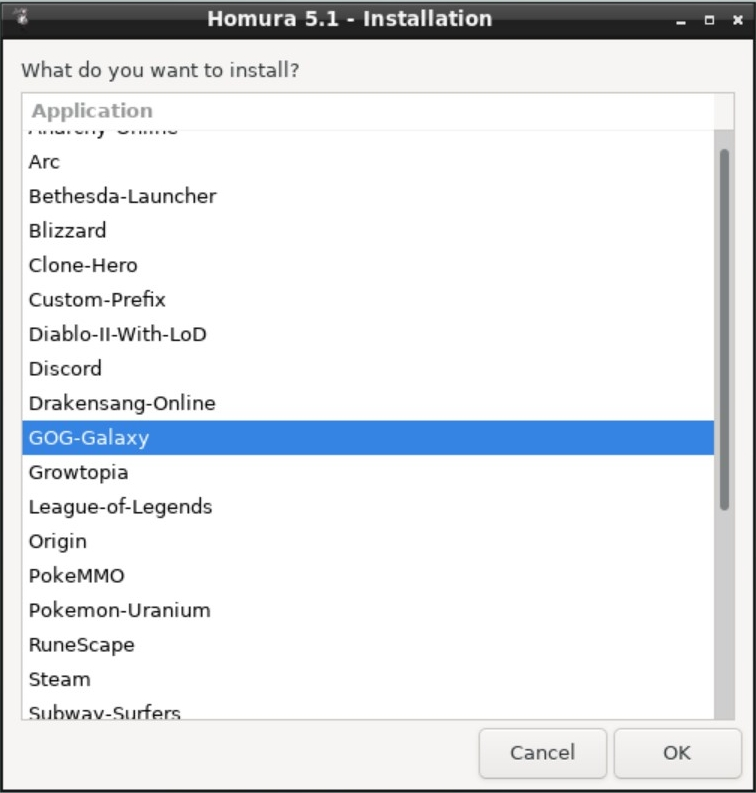 Homura 5.1 - Installation
What do you want to install?
Application
Anarchy-Online
Arc
Bethesda-Launcher
Blizzard
Clone-Hero
Custom-Prefix
Diablo-II-With-LoD
Discord
Drakensang-Online
GOG-Galaxy
Growtopia
League-of-Legends
Origin
PokeMMO
Pokemon-Uranium
RuneScape
Steam
Subway-Surfers
Cancel OK